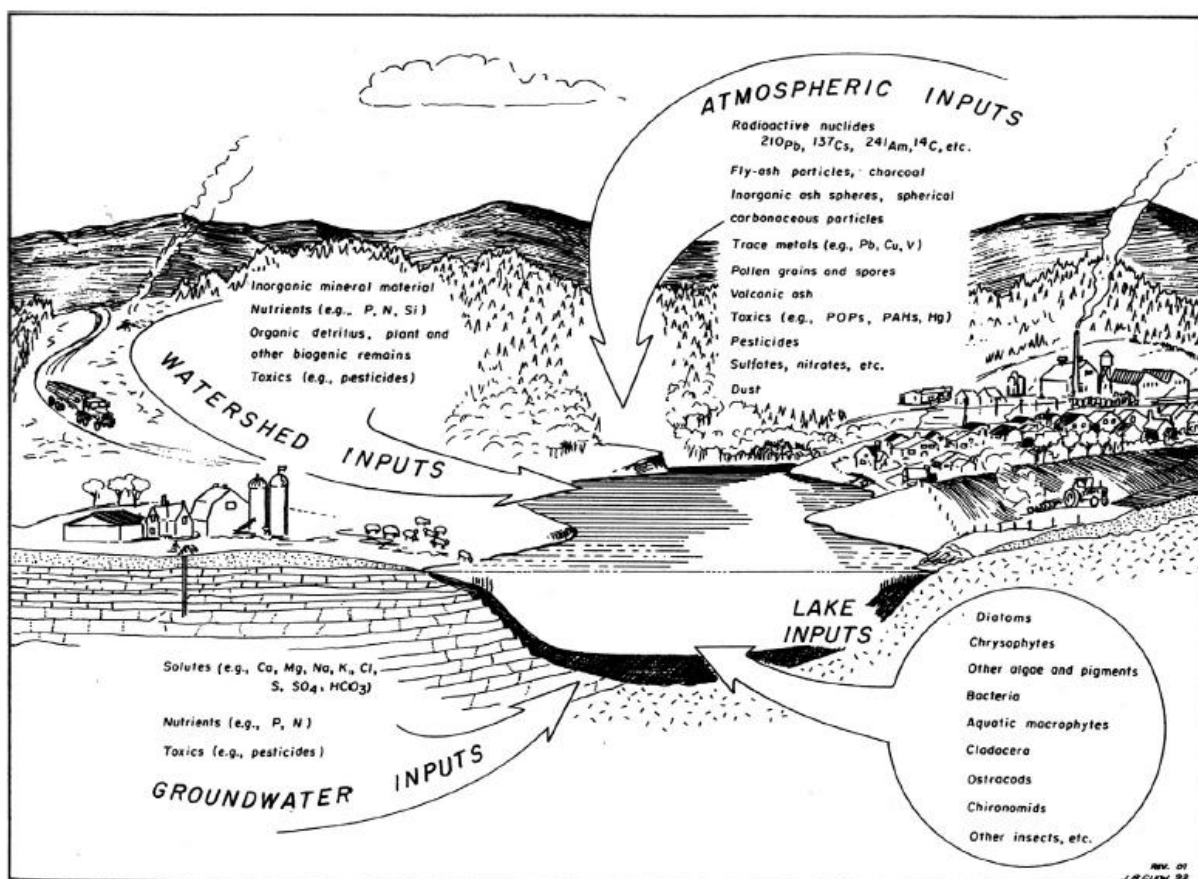 ATMOSPHERIC INPUTS
Radioactive nuclides
210Pb, 137Cs, 241Am, 14C, etc.
Fly-ash particles, charcoal
Inorganic ash spheres, spherical
carbonaceous particles
Trace metals (e.g., Pb, Cu, V)
Pollen grains and spores
Volcanic ash
Toxics (e.g., POPs, PAHs, Hg)
Pesticides
Sulfates, nitrates, etc.
Dust
Inorganic mineral material
Nutrients (e.g., P, N, Si)
Organic detritus, plant and
other biogenic remains
Toxics (e.g., pesticides)
WATERSHED INPUTS
LAKE
INPUTS
Diatoms
Chrysophytes
Other algae and pigments
Bacteria
Aquatic macrophytes
Cladocera
Ostracods
Chironomids
Other insects, etc.
Solutes (e.g., Ca, Mg, Na, K, Cl,
S, SO4, HCO3)
Nutrients (e.g., P, N)
Toxics (e.g., pesticides)
GROUNDWATER INPUTS
REV. 01